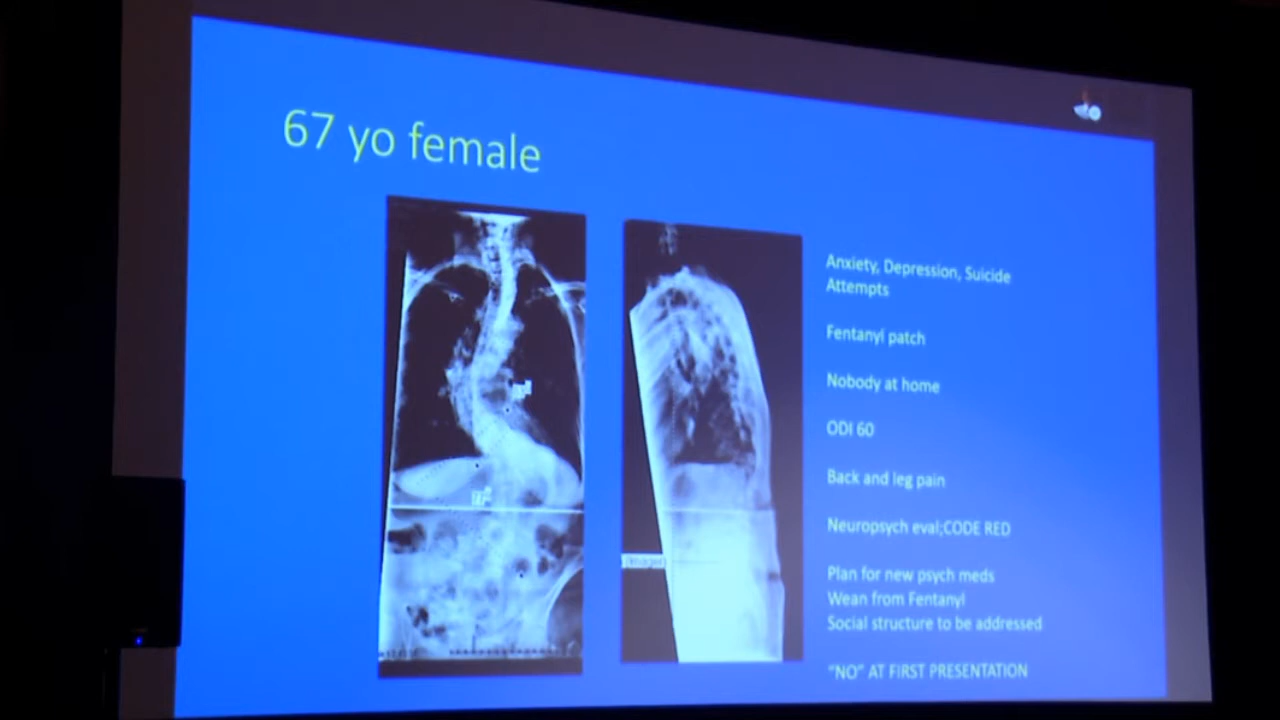 67 yo female
Anxiety, Depression, Suicide
Attempts
Fentanyl patch
Nobody at home
ODI 60
Back and leg pain
Neuropsych eval;CODE RED
Plan for new psych meds
Wean from Fentanyl
Social structure to be addressed
"NO" AT FIRST PRESENTATION